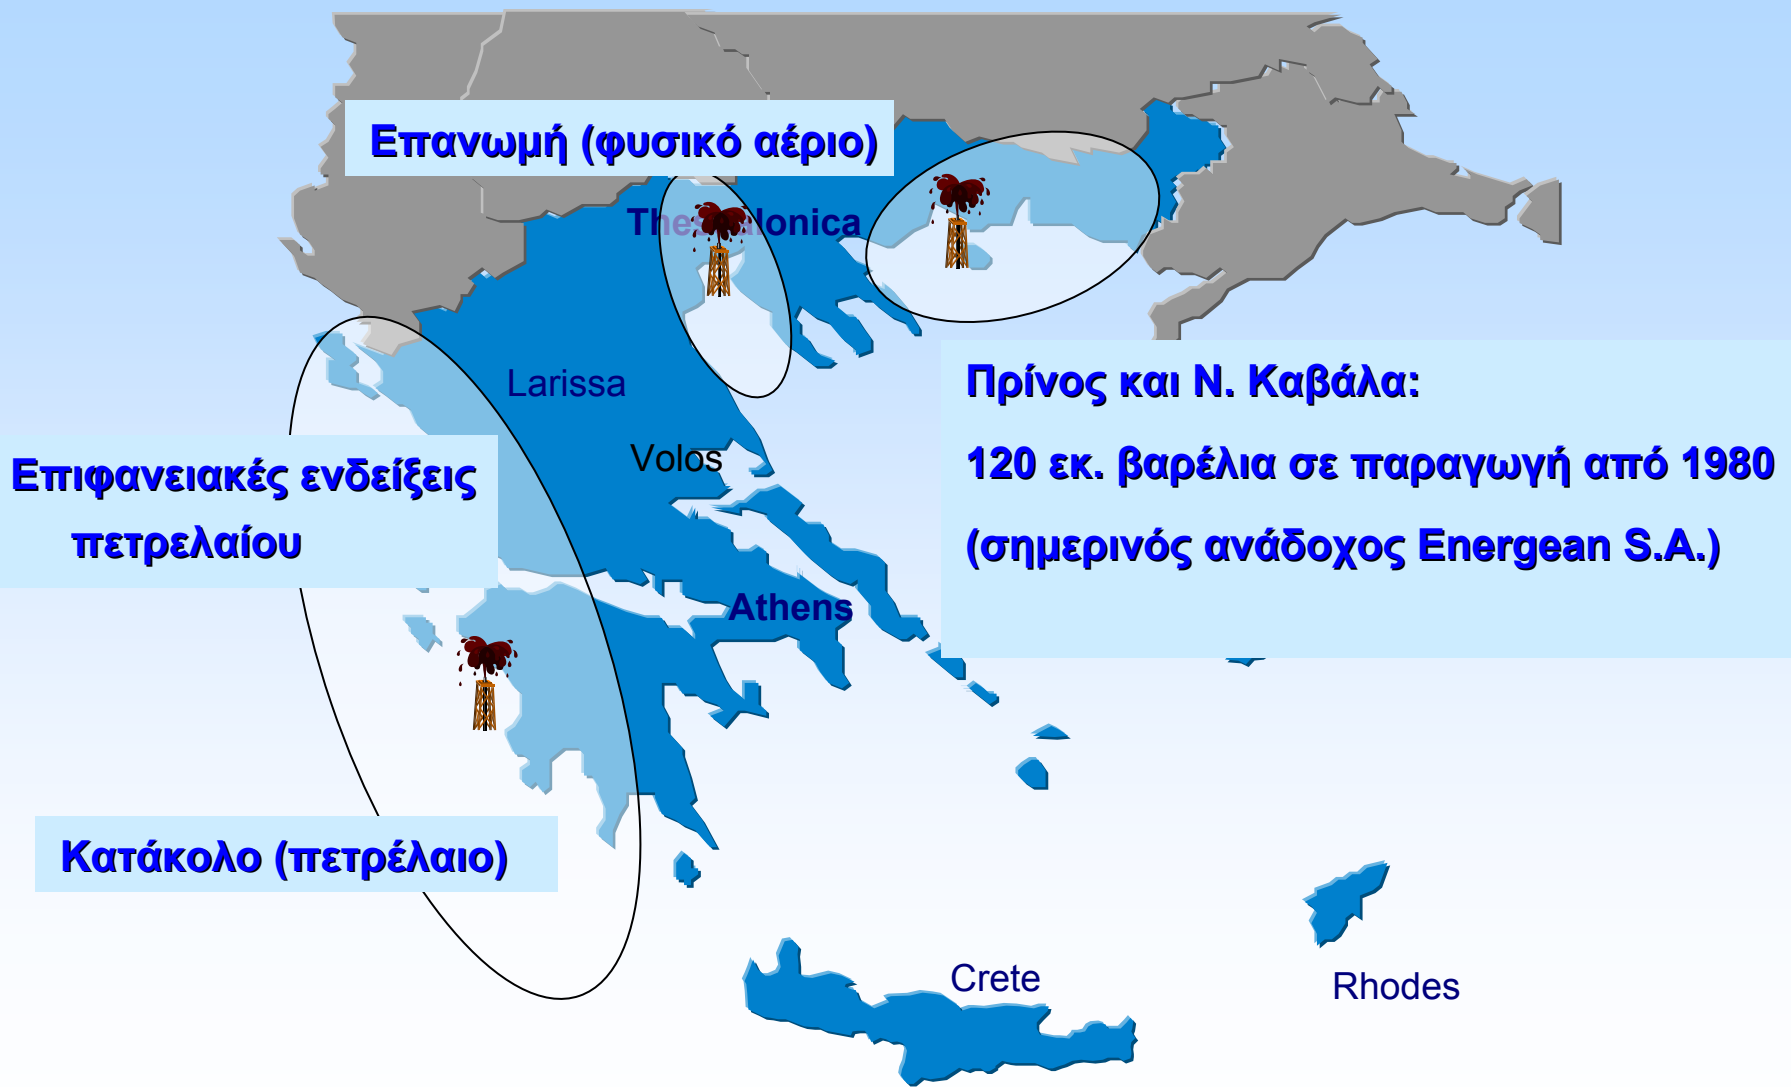 Επανωμή (φυσικό αέριο)
Thessalonica
Larissa
Πρίνος και Ν. Καβάλα:
120 εκ. βαρέλια σε παραγωγή από 1980
(σημερινός ανάδοχος Energean S.A.)
Volos
Επιφανειακές ενδείξεις
πετρελαίου
Athens
Κατάκολο (πετρέλαιο)
Crete
Rhodes